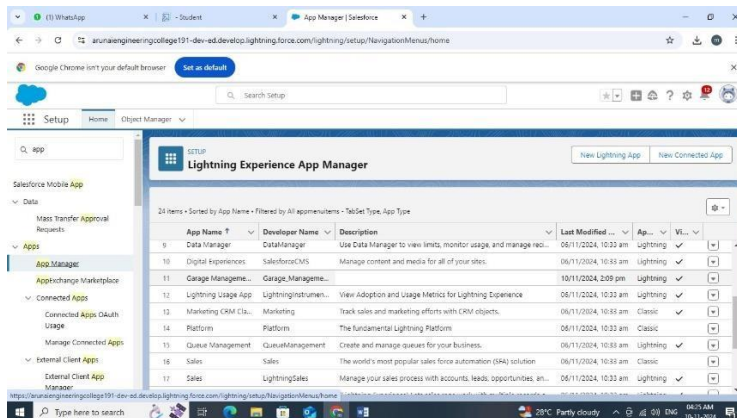 (1) WhatsApp
- Student
App Manager | Salesforce
arunaiengineeringcollege191-dev-ed.develop.lightning.force.com/lightning/setup/NavigationMenus/home
Google Chrome isn't your default browser
Set as default
Search Setup
12
Setup
Home
Object Manager
app
Salesforce Mobile App
Data
Mass Transfer Approval
Requests
Apps
App Manager
AppExchange Marketplace
Connected Apps
Connected Apps OAuth
Usage
Manage Connected Apps
External Client Apps
External Client App
Manager
SETUP
Lightning Experience App Manager
New Lightning App
New Connected App
24 items • Sorted by App Name • Filtered by All appmenuitems - TabSet Type, App Type
App Name ↑ Developer Name Description Last Modified ... Ap... Vi...
9 Data Manager DataManager Use Data Manager to view limits, monitor usage, and manage reci... 06/11/2024, 10:33 am Lightning
10 Digital Experiences SalesforceCMS Manage content and media for all of your sites. 06/11/2024, 10:33 am Lightning
11 Garage Manageme... Garage_Manageme... 10/11/2024, 2:09 pm Lightning
12 Lightning Usage App LightningInstrumen... View Adoption and Usage Metrics for Lightning Experience 06/11/2024, 10:33 am Lightning
13 Marketing CRM Cla... Marketing Track sales and marketing efforts with CRM objects. 06/11/2024, 10:33 am Classic
14 Platform Platform The fundamental Lightning Platform 06/11/2024, 10:33 am Classic
15 Queue Management QueueManagement Create and manage queues for your business. 06/11/2024, 10:33 am Lightning
16 Sales Sales The world's most popular sales force automation (SFA) solution 06/11/2024, 10:33 am Classic
17 Sales LightningSales Manage your sales process with accounts, leads, opportunities, an... 06/11/2024, 10:33 am Lightning
https://arunaiengineeringcollege191-dev-ed.develop.lightning.force.com/lightning/setup/NavigationMenus/home
Type here to search
28°C Partly cloudy
ENG
04:25 AM
10-11-2024